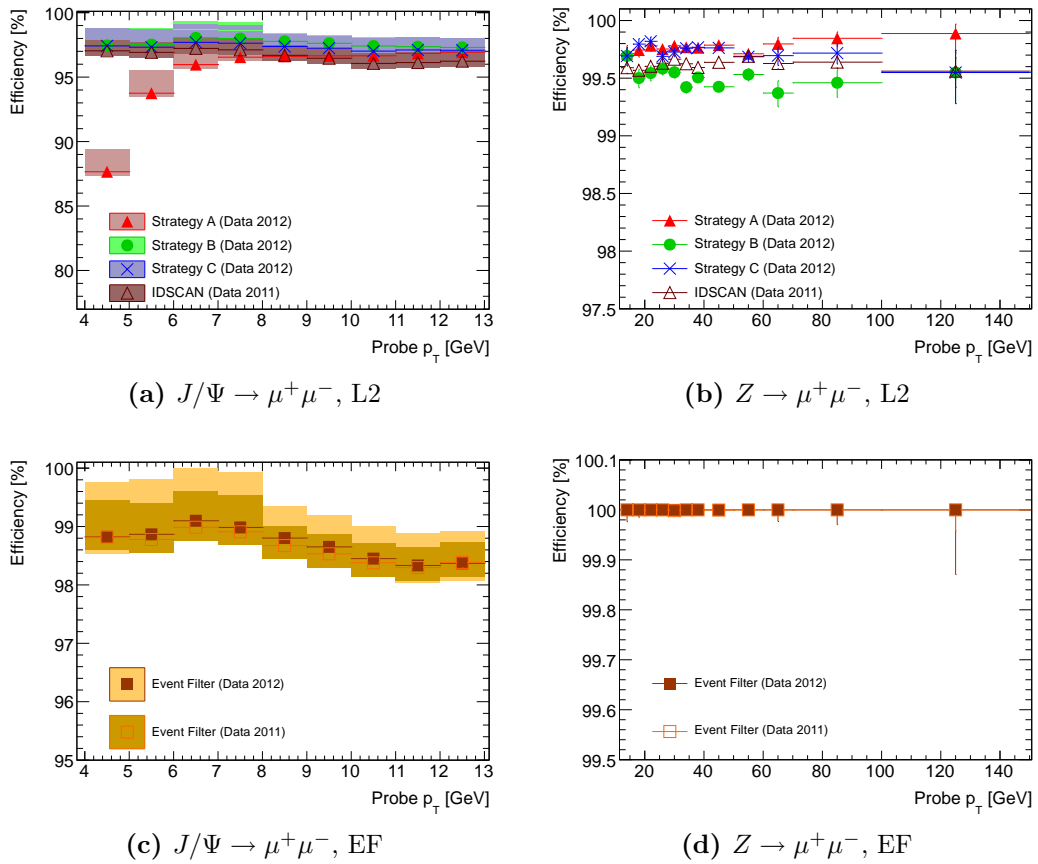 Efficiency [%]
100
95
90
85
80
Strategy A (Data 2012)
Strategy B (Data 2012)
Strategy C (Data 2012)
IDSCAN (Data 2011)
4 5 6 7 8 9 10 11 12 13
Probe p_T [GeV]
(a) J/Ψ → μ⁺μ⁻, L2
Efficiency [%]
100
99.5
99
98.5
98
97.5
Strategy A (Data 2012)
Strategy B (Data 2012)
Strategy C (Data 2012)
IDSCAN (Data 2011)
20 40 60 80 100 120 140
Probe p_T [GeV]
(b) Z → μ⁺μ⁻, L2
Efficiency [%]
100
99
98
97
96
95
Event Filter (Data 2012)
Event Filter (Data 2011)
4 5 6 7 8 9 10 11 12 13
Probe p_T [GeV]
(c) J/Ψ → μ⁺μ⁻, EF
Efficiency [%]
100.1
100
99.9
99.8
99.7
99.6
99.5
Event Filter (Data 2012)
Event Filter (Data 2011)
20 40 60 80 100 120 140
Probe p_T [GeV]
(d) Z → μ⁺μ⁻, EF